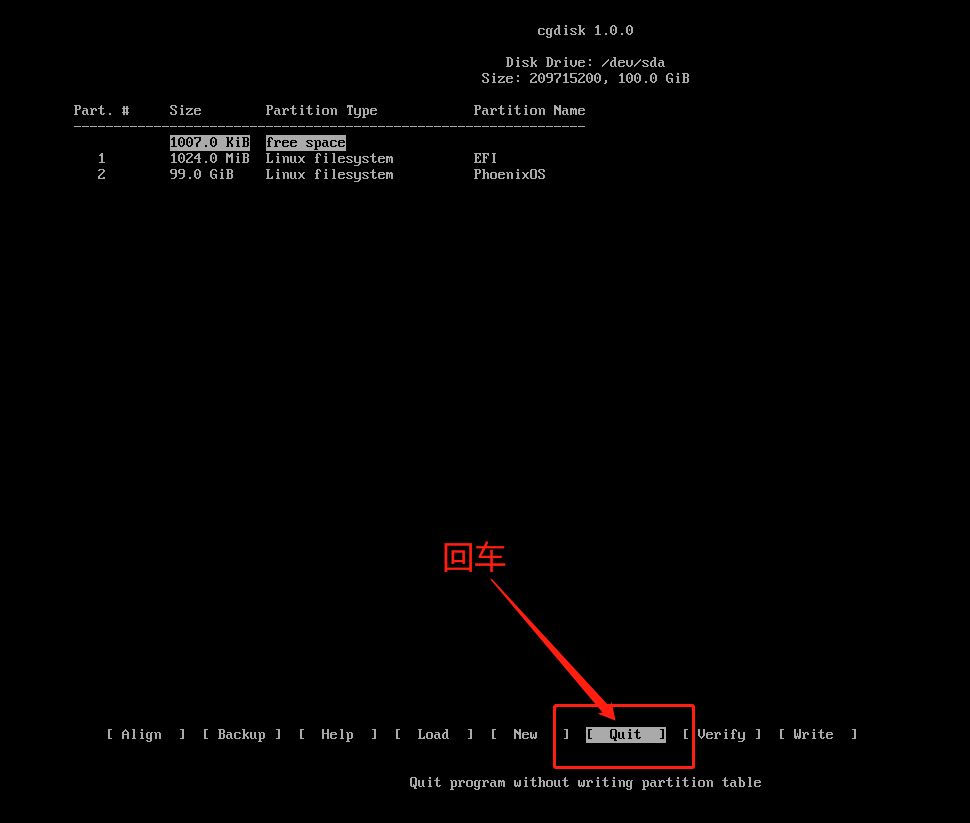 cgdisk 1.0.0
Disk Drive: /dev/sda
Size: 209715200, 100.0 GiB
Part. # Size Partition Type Partition Name
----------------------------------------------------------------
1007.0 KiB free space
1 1024.0 MiB Linux filesystem EFI
2 99.0 GiB Linux filesystem PhoenixOS
回车
[ Align ] [ Backup ] [ Help ] [ Load ] [ New ] [ Quit ] [ Verify ] [ Write ]
Quit program without writing partition table